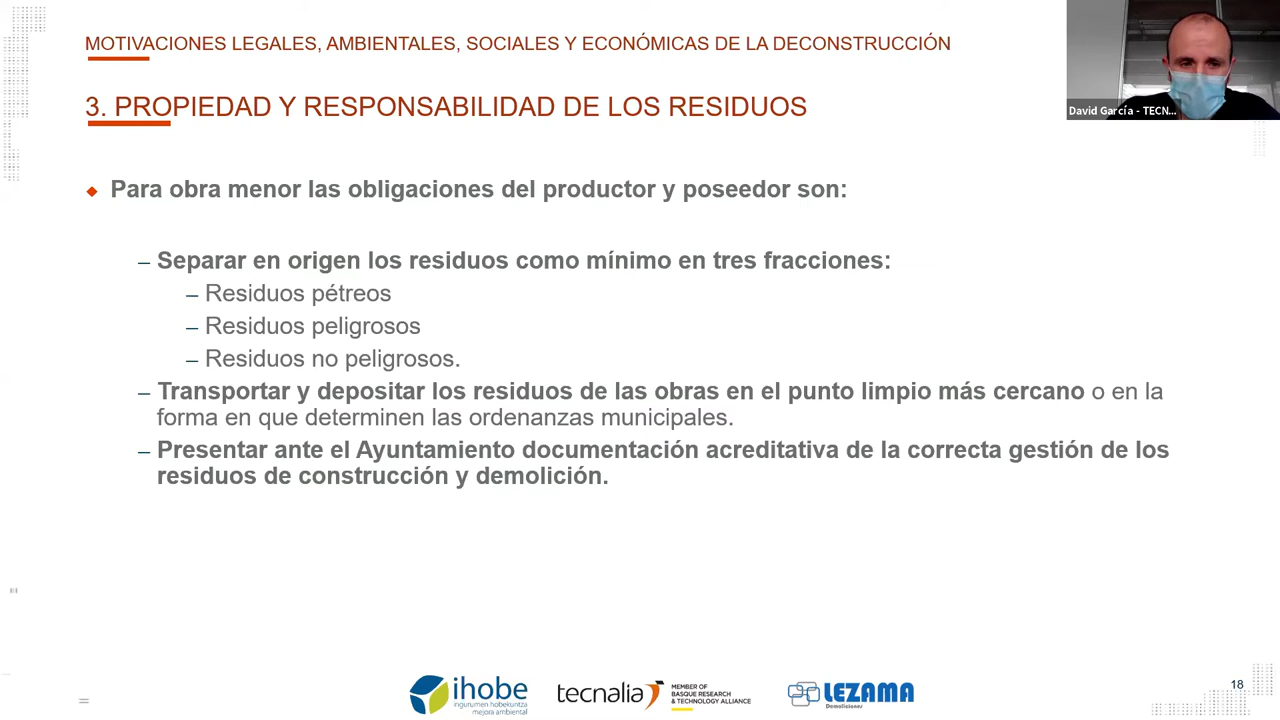 MOTIVACIONES LEGALES, AMBIENTALES, SOCIALES Y ECONÓMICAS DE LA DECONSTRUCCIÓN
David García - TECN...
3. PROPIEDAD Y RESPONSABILIDAD DE LOS RESIDUOS
Para obra menor las obligaciones del productor y poseedor son:
– Separar en origen los residuos como mínimo en tres fracciones:
– Residuos pétreos
– Residuos peligrosos
– Residuos no peligrosos.
– Transportar y depositar los residuos de las obras en el punto limpio más cercano o en la
forma en que determinen las ordenanzas municipales.
– Presentar ante el Ayuntamiento documentación acreditativa de la correcta gestión de los
residuos de construcción y demolición.
ihobe
ingurumen hobekuntza
mejora ambiental
tecnalia
MEMBER OF
BASQUE RESEARCH
& TECHNOLOGY ALLIANCE
LEZAMA
Demoliciones
18